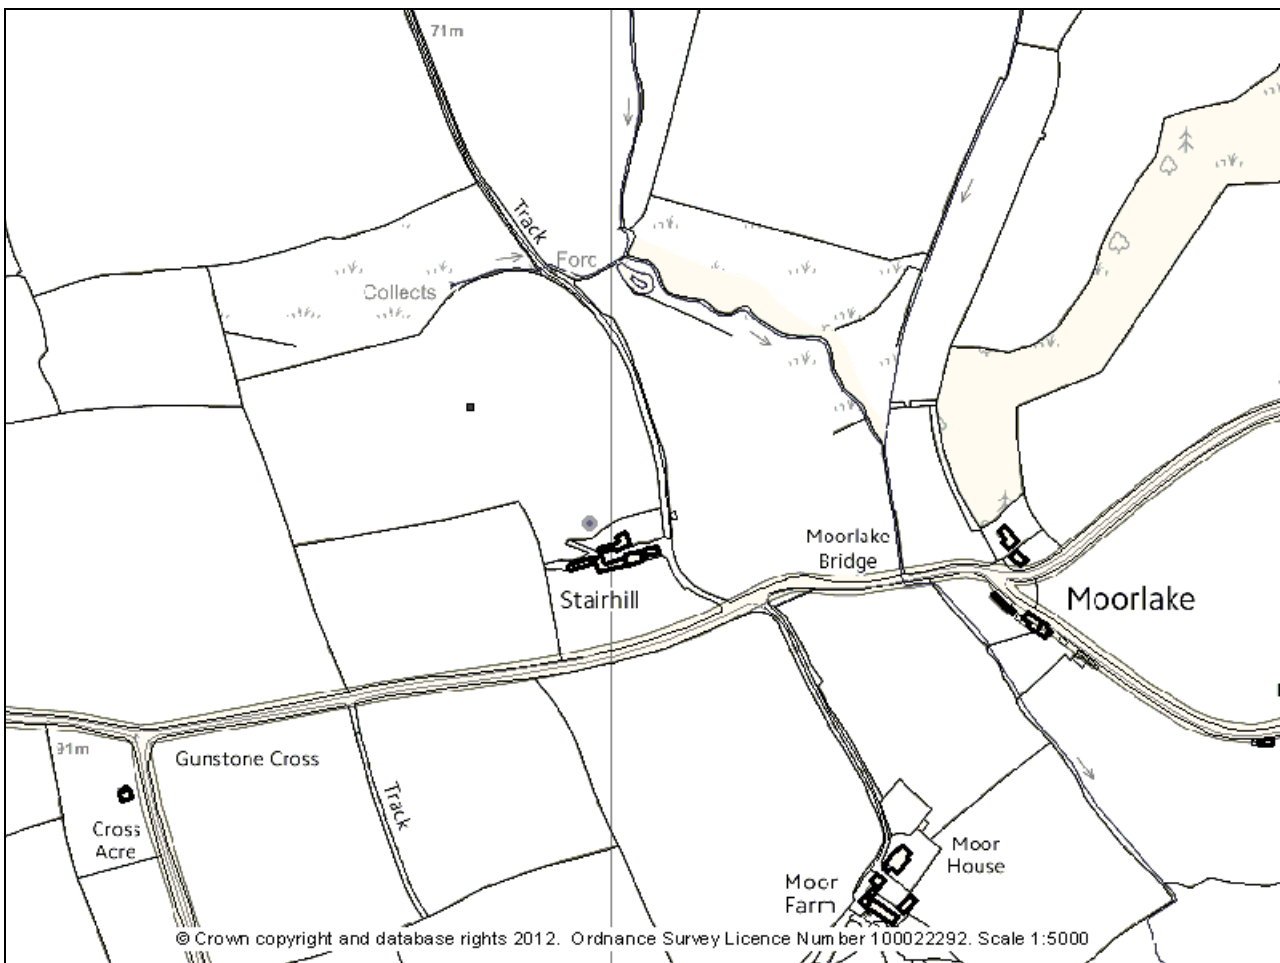 71m
Track
Ford
Collects
Moorlake
Bridge
Stairhill
Moorlake
91m
Gunstone Cross
Track
Cross
Acre
Moor
House
Moor
Farm
© Crown copyright and database rights 2012. Ordnance Survey Licence Number 100022292. Scale 1:5000